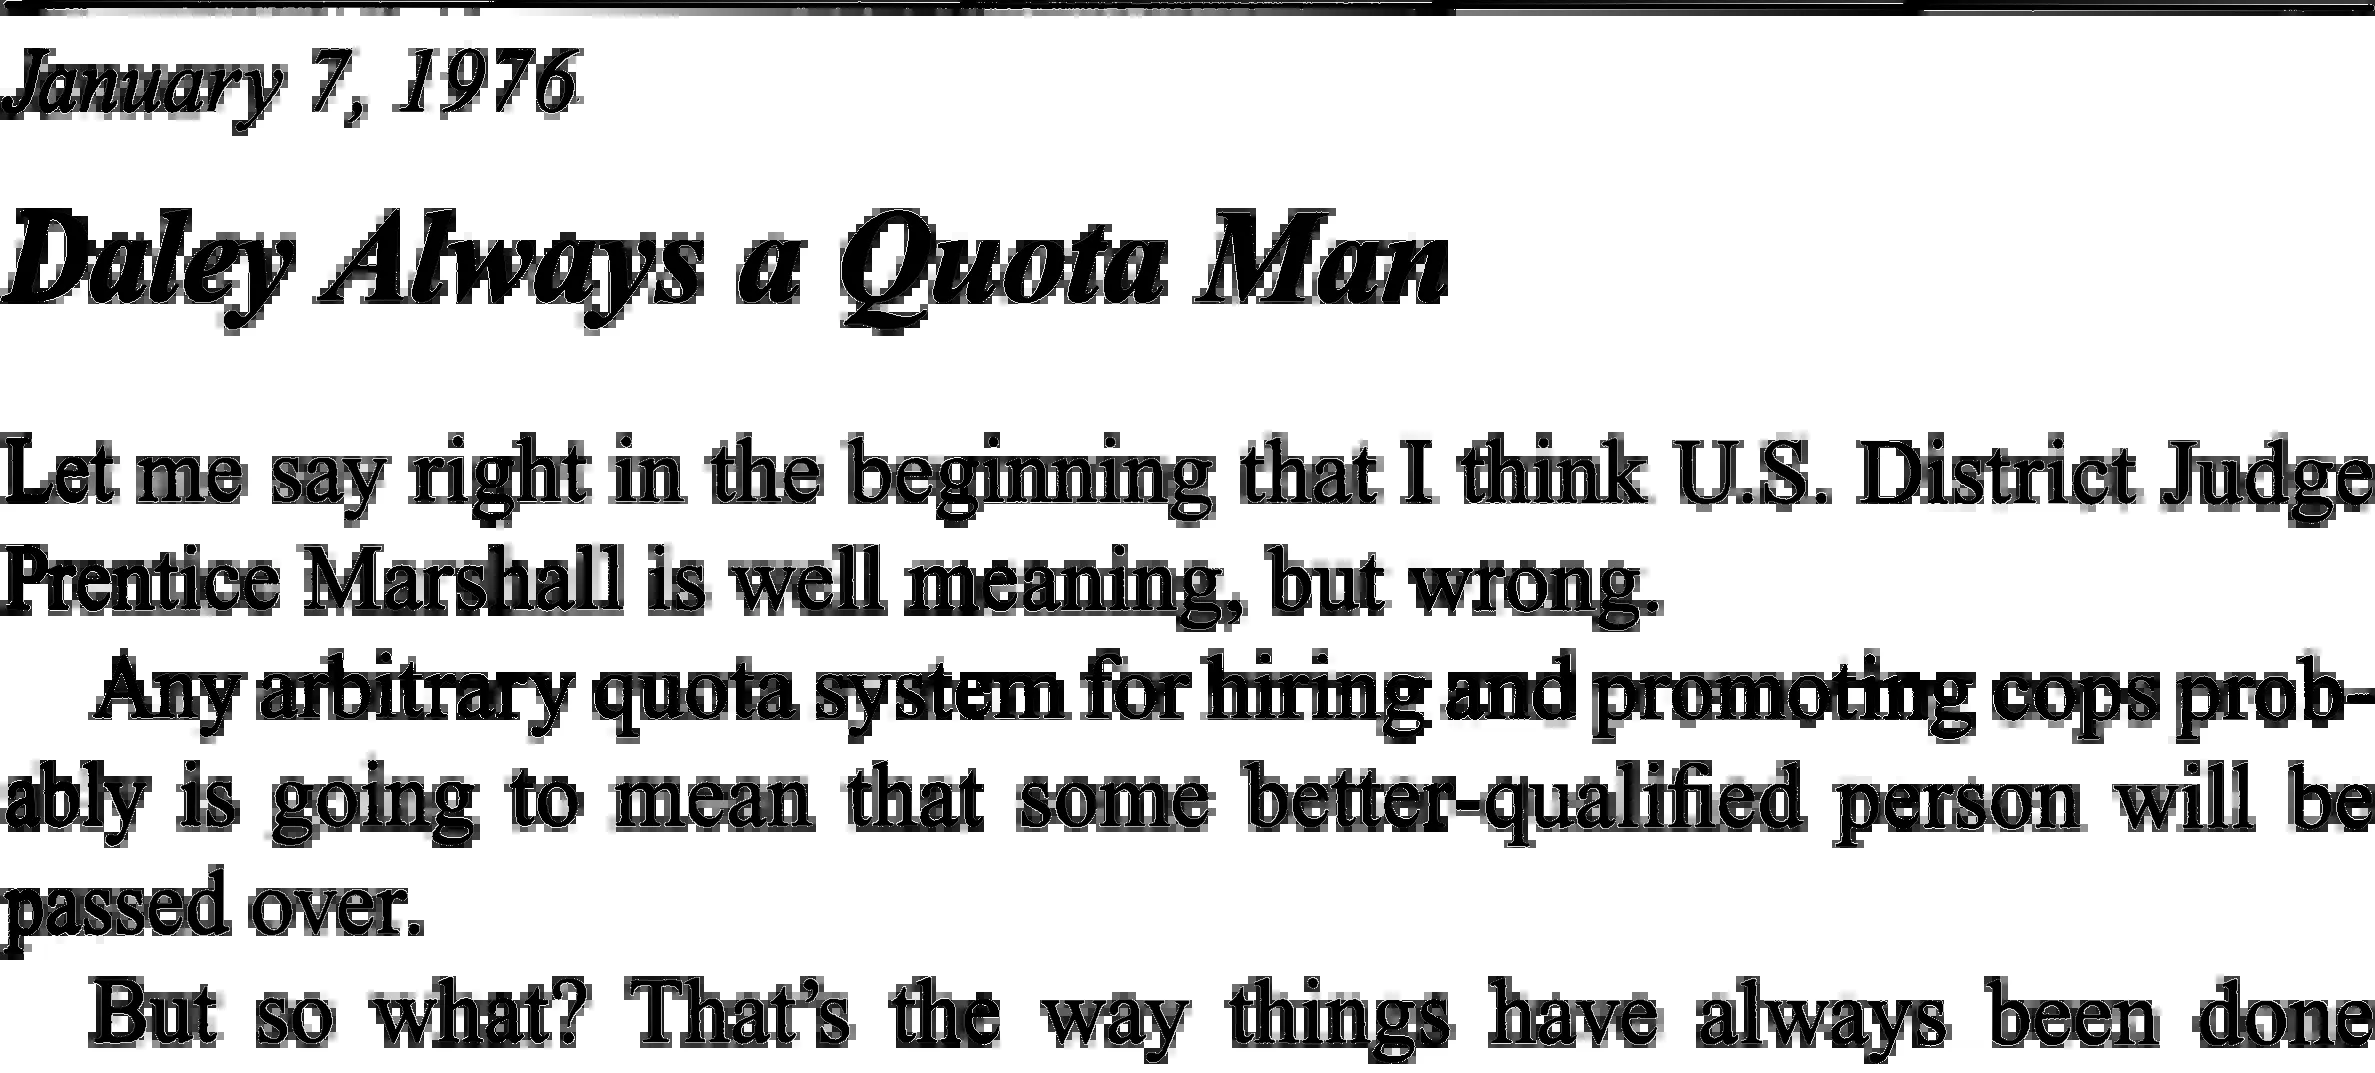 January 7, 1976
Daley Always a Quota Man
Let me say right in the beginning that I think U.S. District Judge
Prentice Marshall is well meaning, but wrong.
Any arbitrary quota system for hiring and promoting cops prob-
ably is going to mean that some better-qualified person will be
passed over.
But so what? That's the way things have always been done